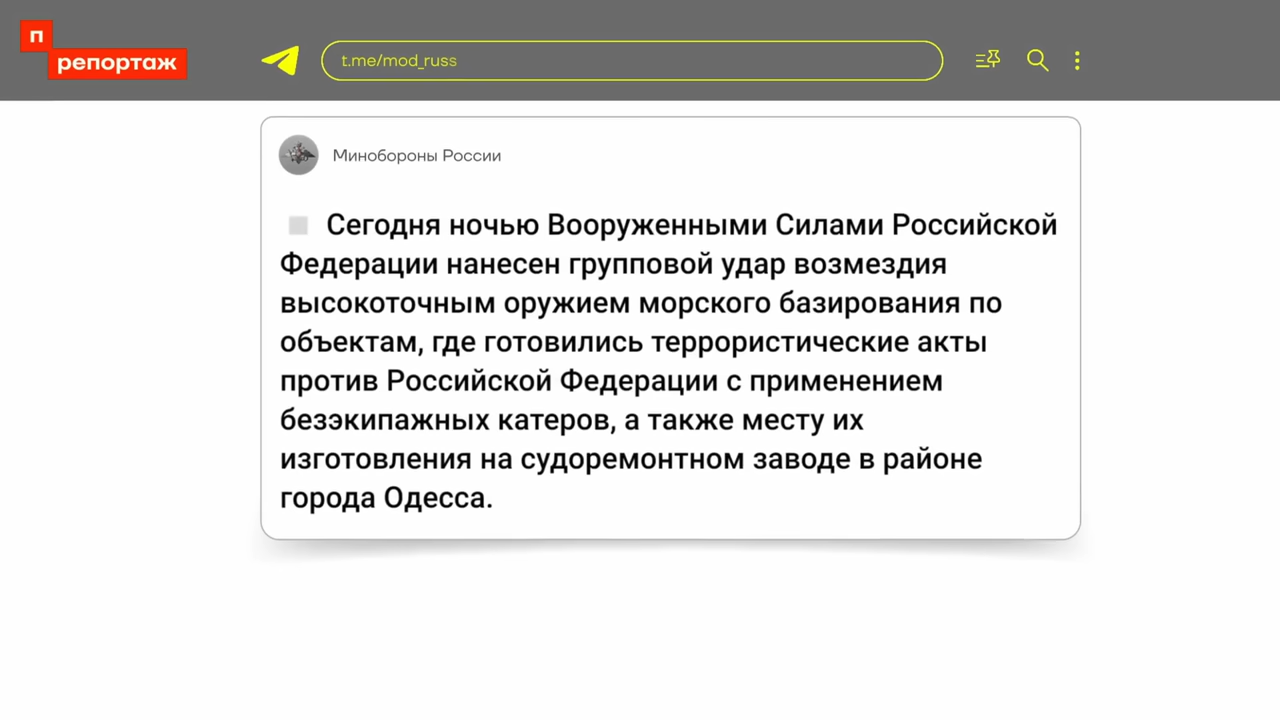 п
репортаж
t.me/mod_russ
Минобороны России
Сегодня ночью Вооруженными Силами Российской
Федерации нанесен групповой удар возмездия
высокоточным оружием морского базирования по
объектам, где готовились террористические акты
против Российской Федерации с применением
безэкипажных катеров, а также месту их
изготовления на судоремонтном заводе в районе
города Одесса.